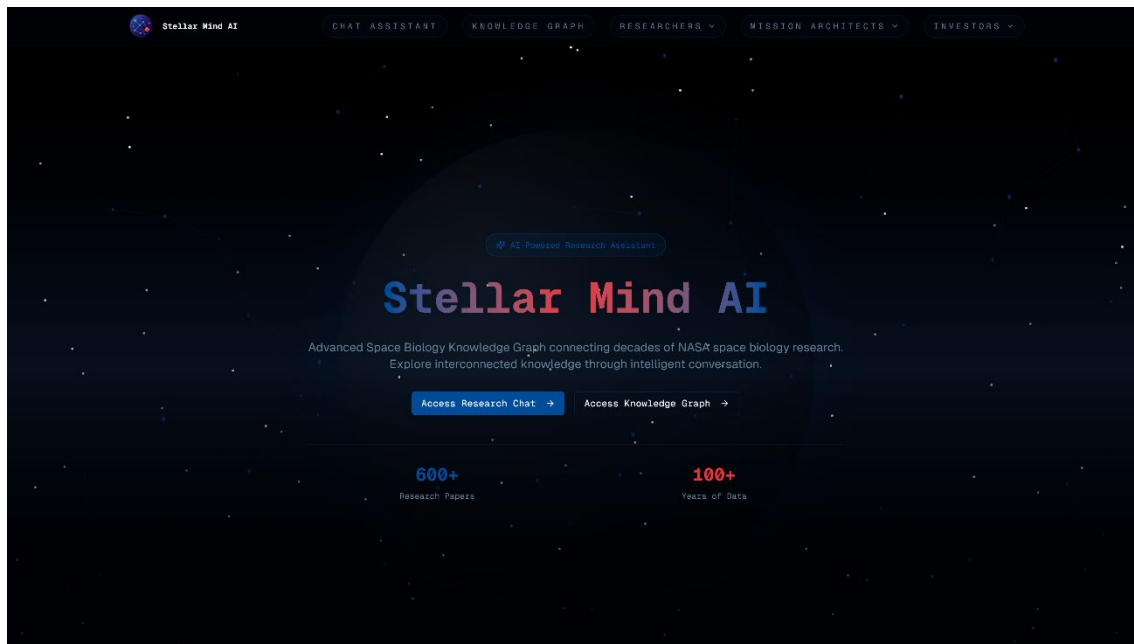 Stellar Mind AI
CHAT ASSISTANT
KNOWLEDGE GRAPH
RESEARCHERS
MISSION ARCHITECTS
INVESTORS
AI-Powered Research Assistant
Stellar Mind AI
Advanced Space Biology Knowledge Graph connecting decades of NASA space biology research.
Explore interconnected knowledge through intelligent conversation.
Access Research Chat →
Access Knowledge Graph →
600+
100+
Research Papers
Years of Data